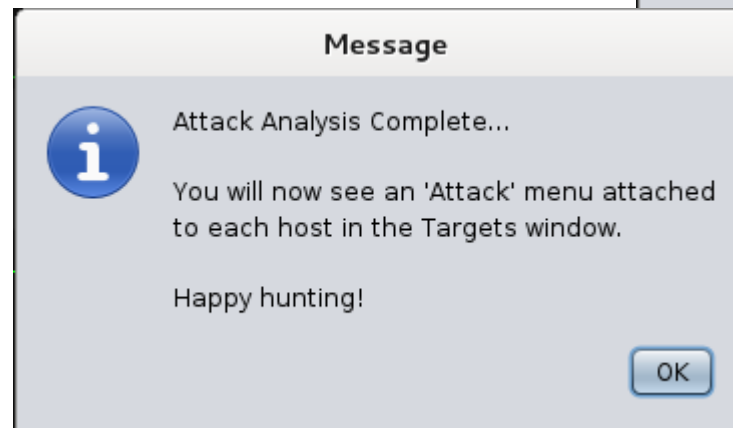 Message
Attack Analysis Complete...
You will now see an 'Attack' menu attached
to each host in the Targets window.
Happy hunting!
OK